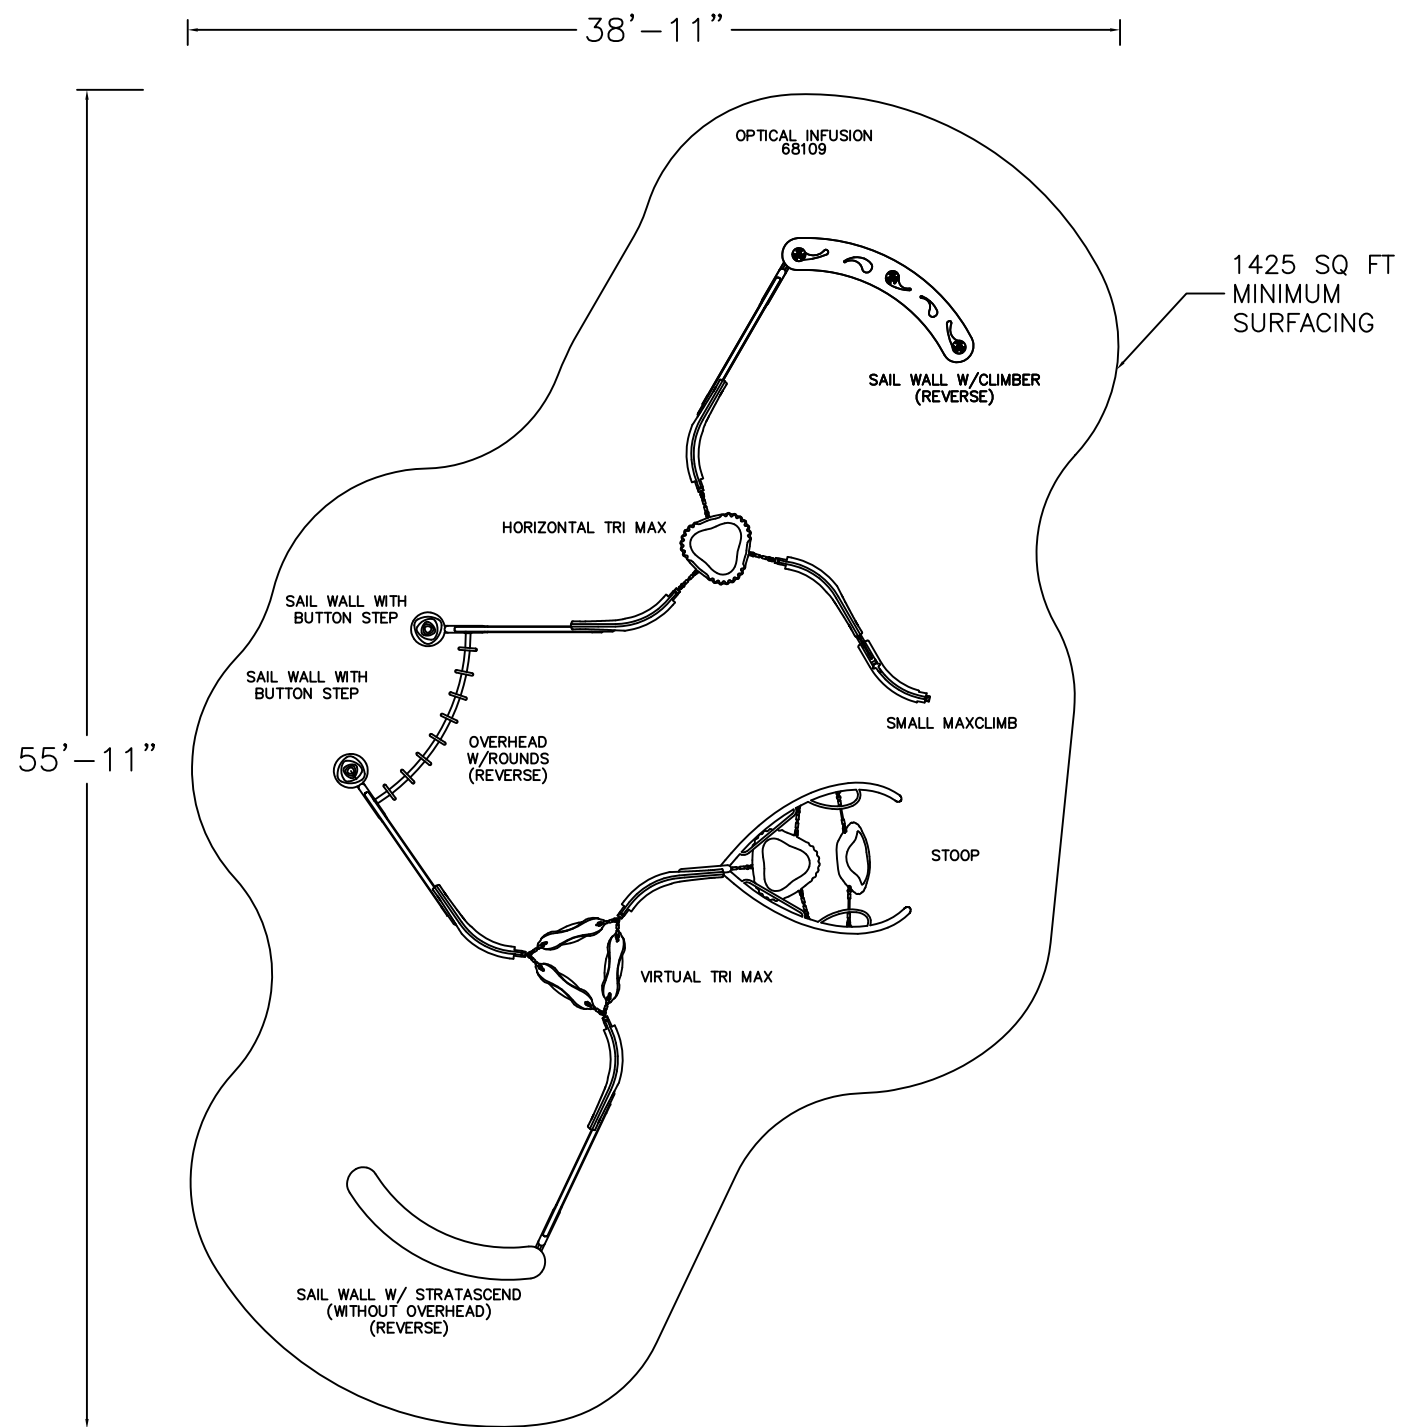 38'-11"
OPTICAL INFUSION
68109
1425 SQ FT
MINIMUM
SURFACING
SAIL WALL W/CLIMBER
(REVERSE)
HORIZONTAL TRI MAX
SAIL WALL WITH
BUTTON STEP
SAIL WALL WITH
BUTTON STEP
SMALL MAXCLIMB
OVERHEAD
W/ROUNDS
(REVERSE)
55'-11"
STOOP
VIRTUAL TRI MAX
SAIL WALL W/ STRATASCEND
(WITHOUT OVERHEAD)
(REVERSE)